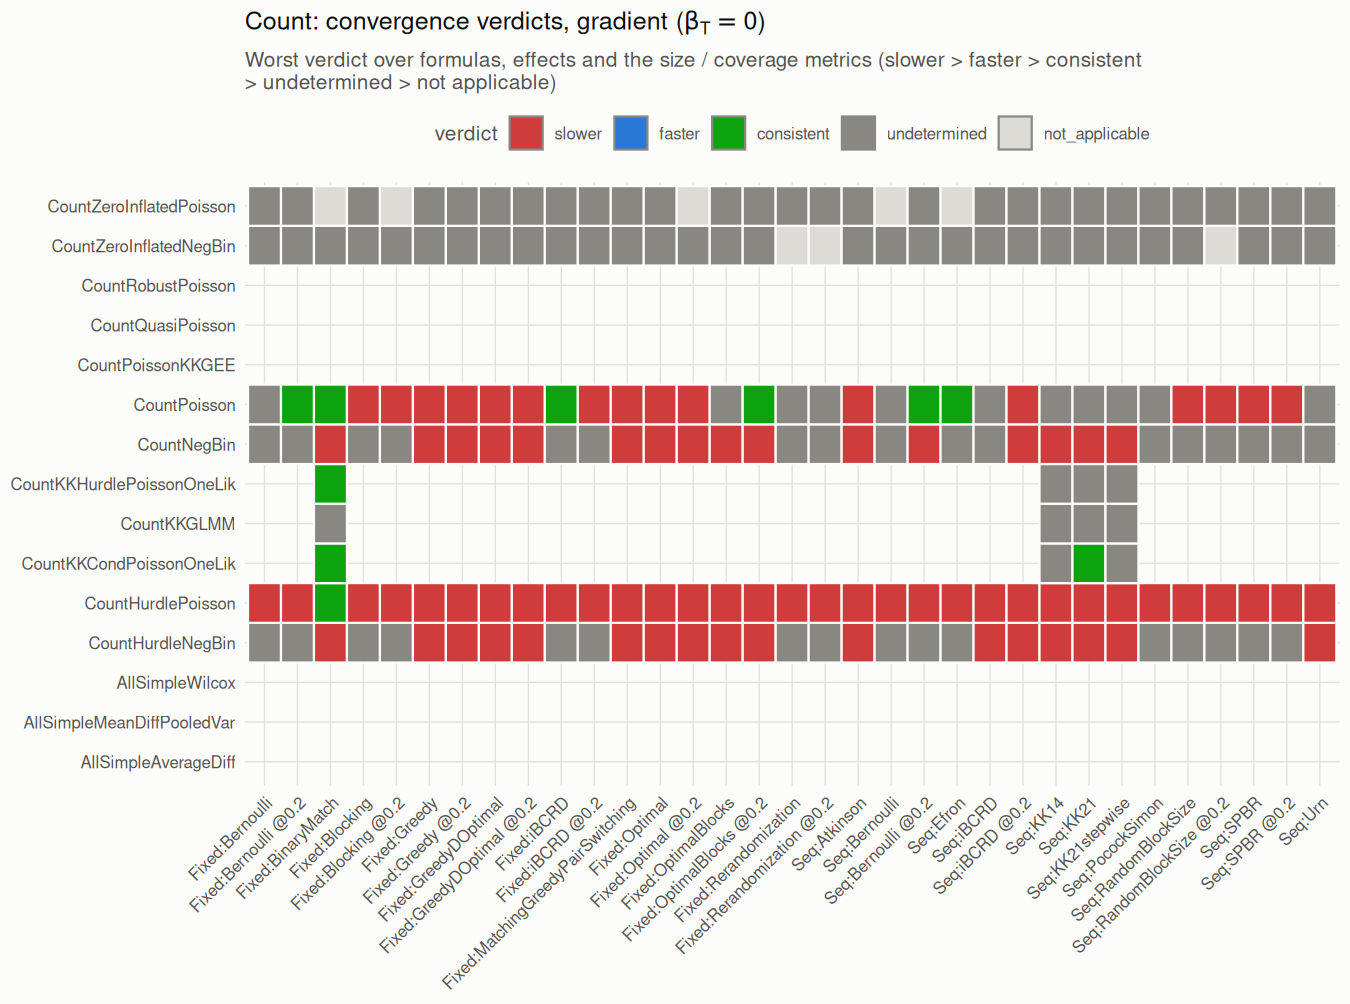 Count: convergence verdicts, gradient (βT = 0)
Worst verdict over formulas, effects and the size / coverage metrics (slower > faster > consistent
> undetermined > not applicable)
verdict slower faster consistent undetermined not_applicable
CountZeroInflatedPoisson
CountZeroInflatedNegBin
CountRobustPoisson
CountQuasiPoisson
CountPoissonKKGEE
CountPoisson
CountNegBin
CountKKHurdlePoissonOneLik
CountKKGLMM
CountKKCondPoissonOneLik
CountHurdlePoisson
CountHurdleNegBin
AllSimpleWilcox
AllSimpleMeanDiffPooledVar
AllSimpleAverageDiff
Fixed:Bernoulli
Fixed:Bernoulli @0.2
Fixed:BinaryMatch
Fixed:Blocking
Fixed:Blocking @0.2
Fixed:Greedy
Fixed:Greedy @0.2
Fixed:GreedyDOptimal
Fixed:GreedyDOptimal @0.2
Fixed:iBCRD
Fixed:iBCRD @0.2
Fixed:MatchingGreedyPairSwitching
Fixed:Optimal
Fixed:Optimal @0.2
Fixed:OptimalBlocks
Fixed:OptimalBlocks @0.2
Fixed:Rerandomization
Fixed:Rerandomization @0.2
Seq:Atkinson
Seq:Bernoulli
Seq:Bernoulli @0.2
Seq:Efron
Seq:iBCRD
Seq:iBCRD @0.2
Seq:KK14
Seq:KK21
Seq:KK21stepwise
Seq:PocockSimon
Seq:RandomBlockSize
Seq:RandomBlockSize @0.2
Seq:SPBR
Seq:SPBR @0.2
Seq:Urn